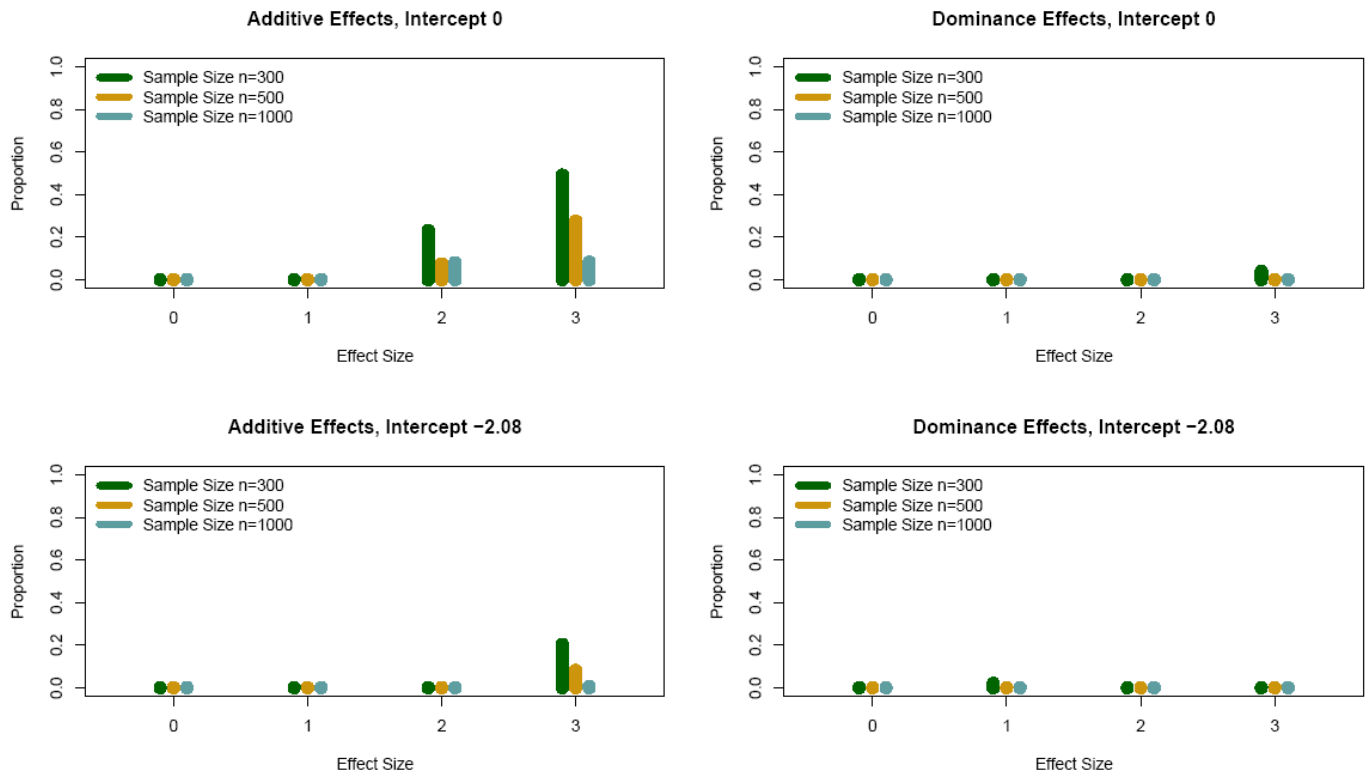 Additive Effects, Intercept 0
Proportion
1.0
0.8
0.6
0.4
0.2
0.0
Sample Size n=300
Sample Size n=500
Sample Size n=1000
0 1 2 3
Effect Size
Dominance Effects, Intercept 0
Proportion
1.0
0.8
0.6
0.4
0.2
0.0
Sample Size n=300
Sample Size n=500
Sample Size n=1000
0 1 2 3
Effect Size
Additive Effects, Intercept −2.08
Proportion
1.0
0.8
0.6
0.4
0.2
0.0
Sample Size n=300
Sample Size n=500
Sample Size n=1000
0 1 2 3
Effect Size
Dominance Effects, Intercept −2.08
Proportion
1.0
0.8
0.6
0.4
0.2
0.0
Sample Size n=300
Sample Size n=500
Sample Size n=1000
0 1 2 3
Effect Size